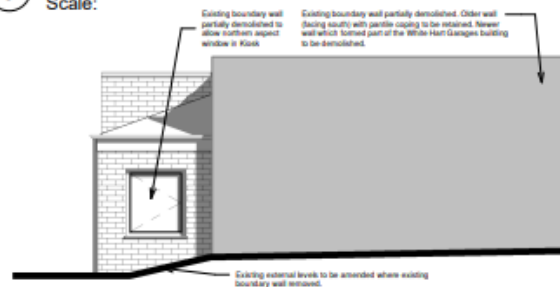 Scale:
Existing boundary wall
partially demolished to
allow northern aspect
window in Kiosk
Existing boundary wall partially demolished. Older wall
(facing south) with pantile coping to be retained. Newer
wall which formed part of the White Hart Garages building
to be demolished.
Existing external levels to be amended where existing
boundary wall removed.